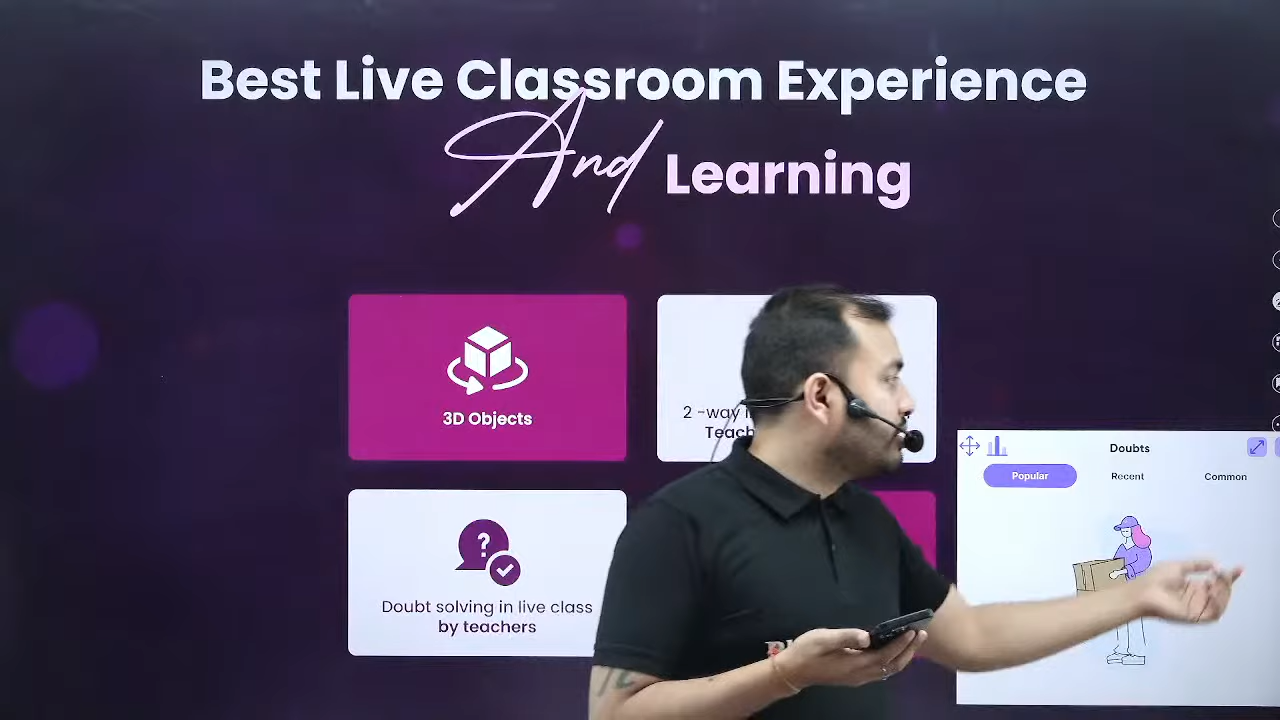 Best Live Classroom Experience
And Learning
3D Objects
2 -way
Doubt solving in live class
by teachers
Doubts
Popular
Recent
Common